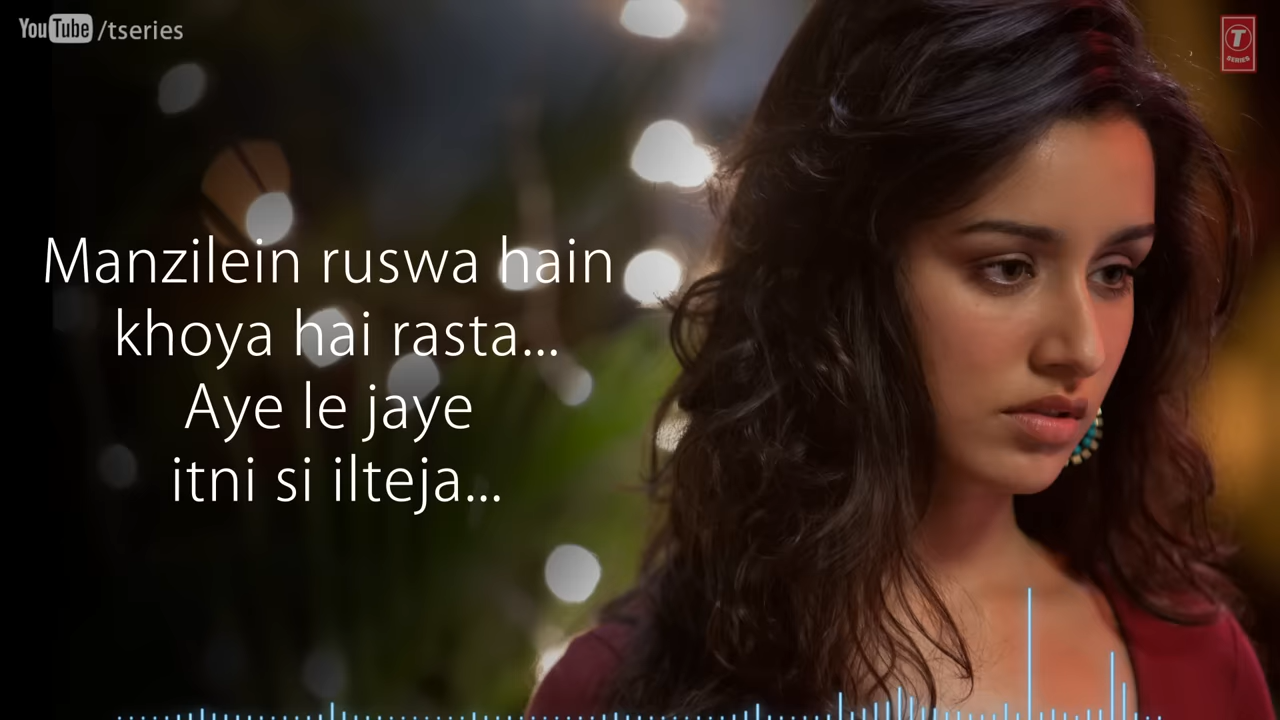 YouTube/tseries
T
SERIES
Manzilein ruswa hain
khoya hai rasta...
Aye le jaye
itni si ilteja...